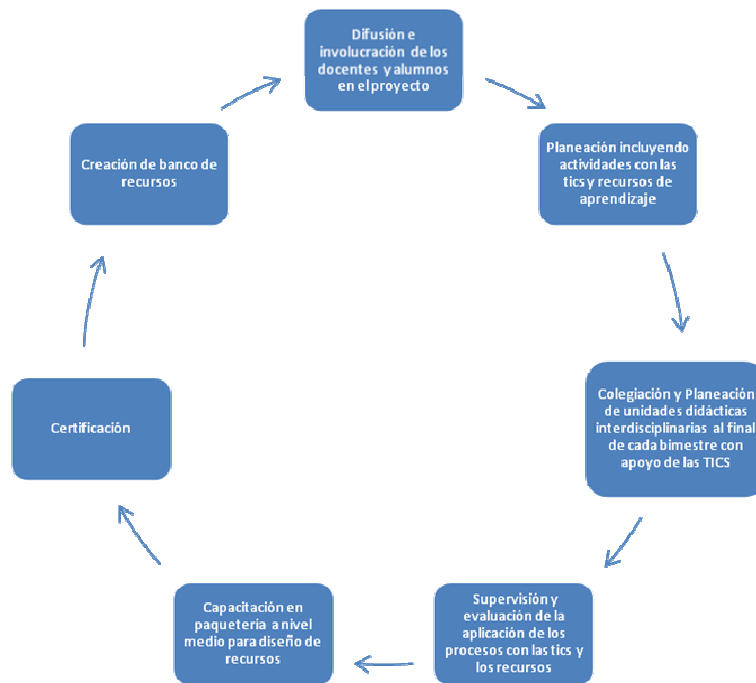 Difusión e
involucración de los
docentes y alumnos
en el proyecto
Planeación incluyendo
actividades con las
tics y recursos de
aprendizaje
Colegiación y Planeación
de unidades didácticas
interdisciplinarias al final
de cada bimestre con
apoyo de las TICS
Supervisión y
evaluación de la
aplicación de los
procesos con las tics y
los recursos
Capacitación en
paquetería a nivel
medio para diseño de
recursos
Certificación
Creación de banco de
recursos